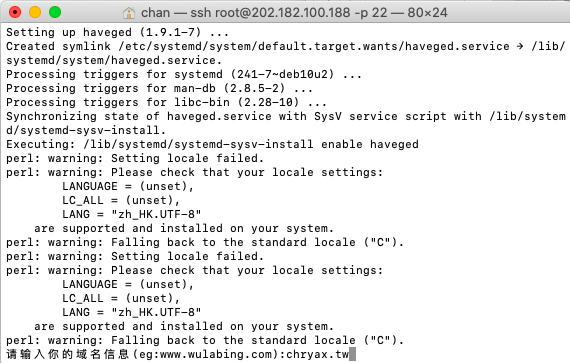 chan — ssh root@202.182.100.188 -p 22 — 80×24
Setting up haveged (1.9.1-7) ...
Created symlink /etc/systemd/system/default.target.wants/haveged.service → /lib/
systemd/system/haveged.service.
Processing triggers for systemd (241-7~deb10u2) ...
Processing triggers for man-db (2.8.5-2) ...
Processing triggers for libc-bin (2.28-10) ...
Synchronizing state of haveged.service with SysV service script with /lib/system
d/systemd-sysv-install.
Executing: /lib/systemd/systemd-sysv-install enable haveged
perl: warning: Setting locale failed.
perl: warning: Please check that your locale settings:
LANGUAGE = (unset),
LC_ALL = (unset),
LANG = "zh_HK.UTF-8"
are supported and installed on your system.
perl: warning: Falling back to the standard locale ("C").
perl: warning: Setting locale failed.
perl: warning: Please check that your locale settings:
LANGUAGE = (unset),
LC_ALL = (unset),
LANG = "zh_HK.UTF-8"
are supported and installed on your system.
perl: warning: Falling back to the standard locale ("C").
请输入你的域名信息(eg:www.wulabing.com):chryax.tw